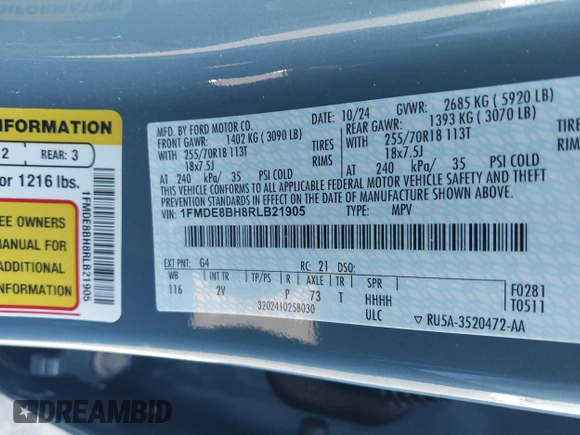 INFORMATION
2 REAR: 3
or 1216 lbs.
EE OWNERS
MANUAL FOR
ADDITIONAL
INFORMATION
1FMDE8BH8RLB21905
MFD. BY FORD MOTOR CO.
DATE: 10/24 GVWR: 2685 KG ( 5920 LB)
FRONT GAWR: 1402 KG ( 3090 LB)
REAR GAWR: 1393 KG ( 3070 LB)
WITH 255/70R18 113T TIRES
18x7.5J RIMS
AT 240 kPa/ 35 PSI COLD
WITH 255/70R18 113T TIRES
18x7.5J RIMS
AT 240 kPa/ 35 PSI COLD
THIS VEHICLE CONFORMS TO ALL APPLICABLE FEDERAL MOTOR VEHICLE SAFETY AND THEFT
PREVENTION STANDARDS IN EFFECT ON THE DATE OF MANUFACTURE SHOWN ABOVE.
VIN: 1FMDE8BH8RLB21905 TYPE: MPV
EXT PNT: G4 RC: 21 DSO:
WB INT TR TP/PS R AXLE TR SPR
116 2V P 73 T HHHH
ULC
3202410258030
F0281
T0511
RU5A-3520472-AA
DREAMBID